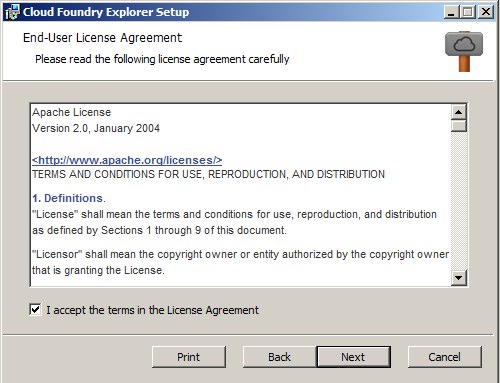 Cloud Foundry Explorer Setup
End-User License Agreement
Please read the following license agreement carefully
Apache License
Version 2.0, January 2004
<http://www.apache.org/licenses/>
TERMS AND CONDITIONS FOR USE, REPRODUCTION, AND DISTRIBUTION
1. Definitions.
"License" shall mean the terms and conditions for use, reproduction, and distribution
as defined by Sections 1 through 9 of this document.
"Licensor" shall mean the copyright owner or entity authorized by the copyright owner
that is granting the License.
I accept the terms in the License Agreement
Print Back Next Cancel